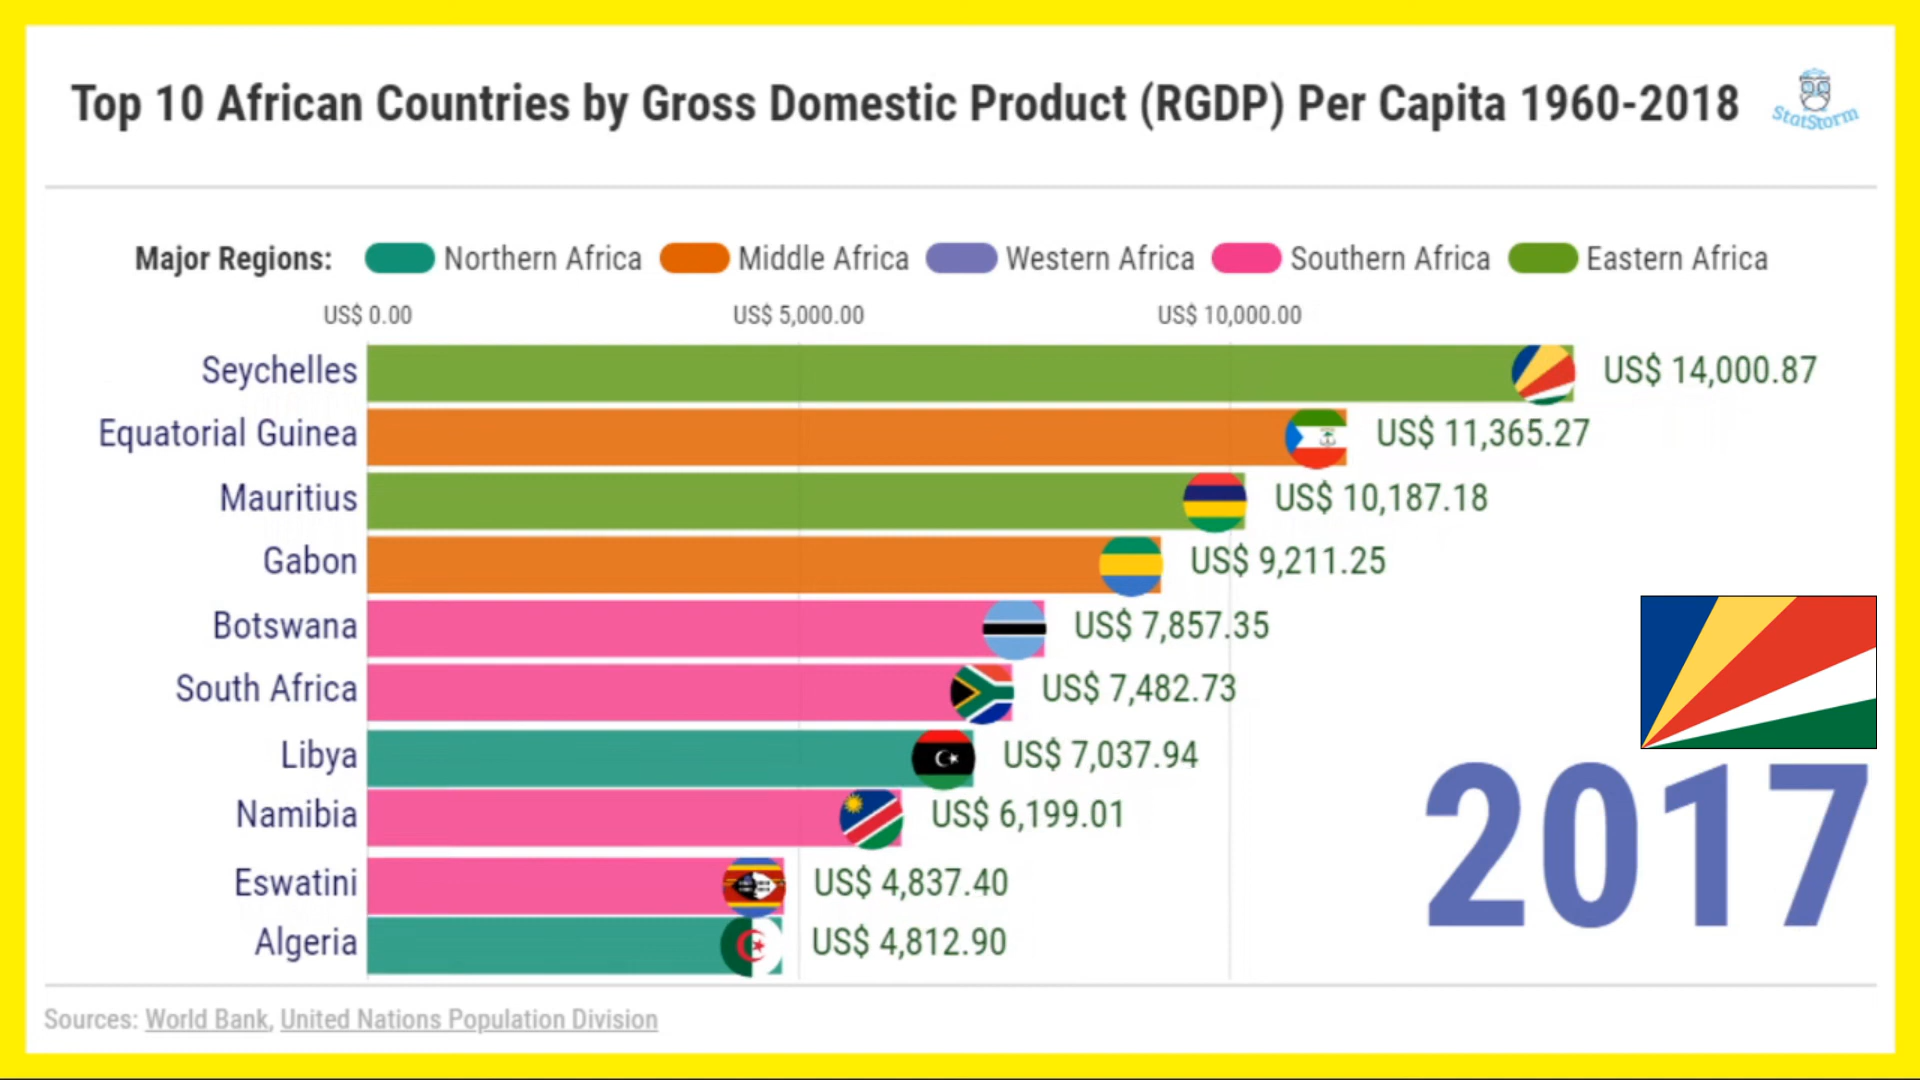 Top 10 African Countries by Gross Domestic Product (RGDP) Per Capita 1960-2018
StatStorm
Major Regions: Northern Africa Middle Africa Western Africa Southern Africa Eastern Africa
US$ 0.00 US$ 5,000.00 US$ 10,000.00
Seychelles US$ 14,000.87
Equatorial Guinea US$ 11,365.27
Mauritius US$ 10,187.18
Gabon US$ 9,211.25
Botswana US$ 7,857.35
South Africa US$ 7,482.73
Libya US$ 7,037.94
Namibia US$ 6,199.01
Eswatini US$ 4,837.40
Algeria US$ 4,812.90
2017
Sources: World Bank, United Nations Population Division